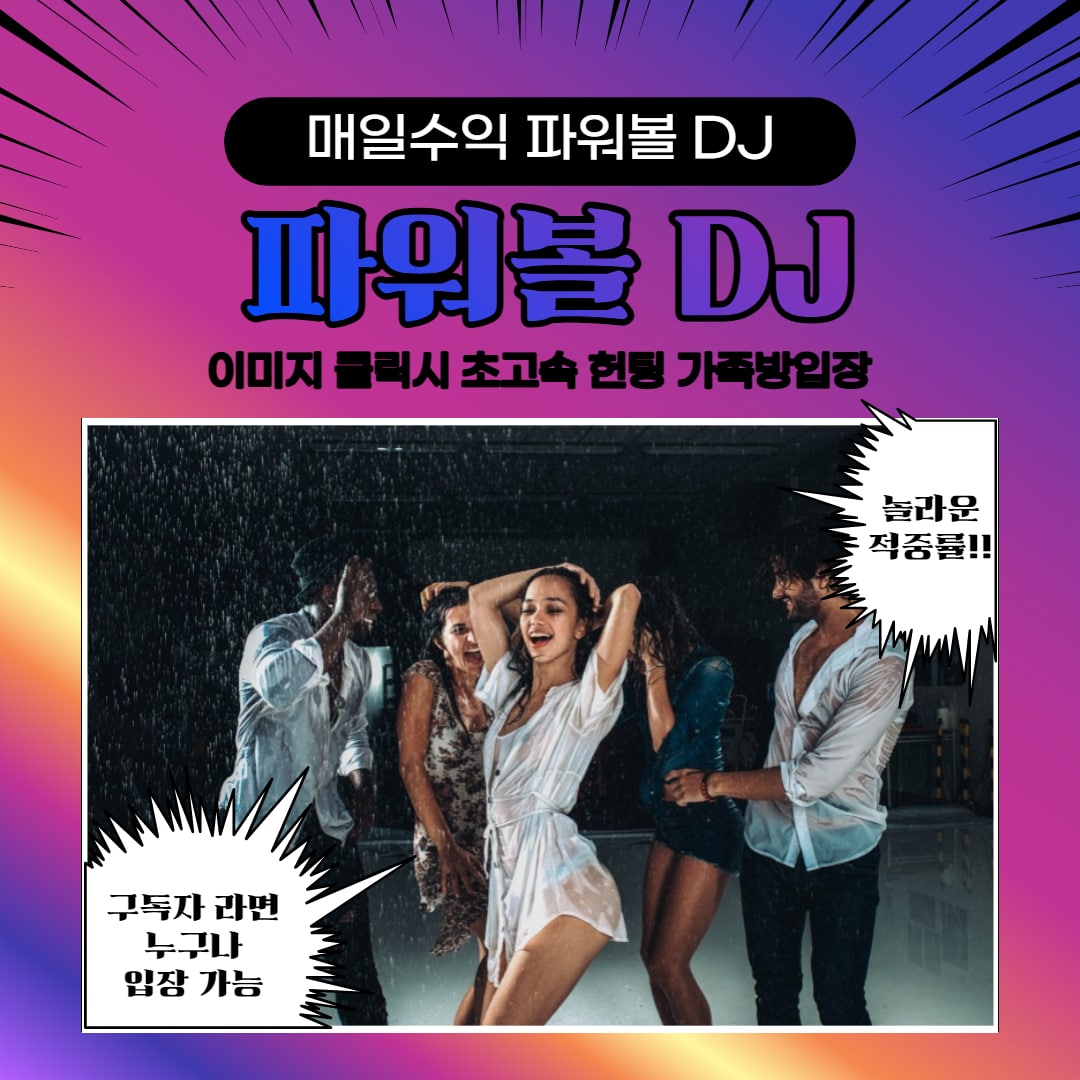 매일수익 파워볼 DJ
파워볼 DJ
이미지 클릭시 초고속 헌팅 가족방입장
놀라운
적중률!!
구독자 라면
누구나
입장 가능